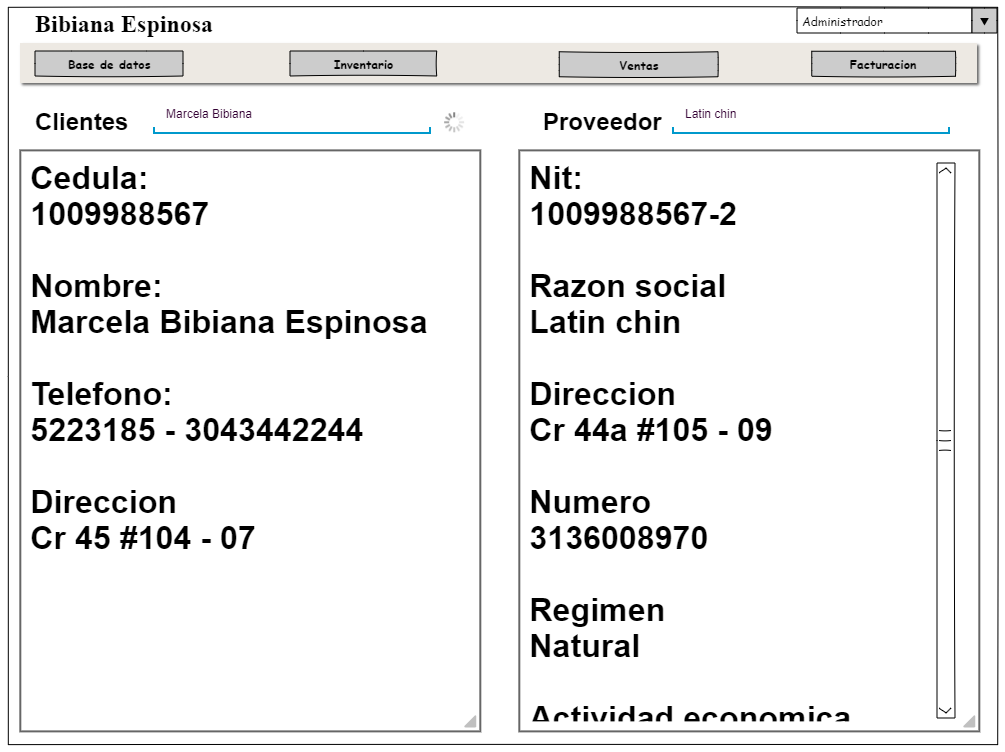 Bibiana Espinosa
Administrador
Base de datos
Inventario
Ventas
Facturacion
Clientes
Marcela Bibiana
Proveedor
Latin chin
Cedula:
1009988567
Nombre:
Marcela Bibiana Espinosa
Telefono:
5223185 - 3043442244
Direccion
Cr 45 #104 - 07
Nit:
1009988567-2
Razon social
Latin chin
Direccion
Cr 44a #105 - 09
Numero
3136008970
Regimen
Natural
Actividad economica